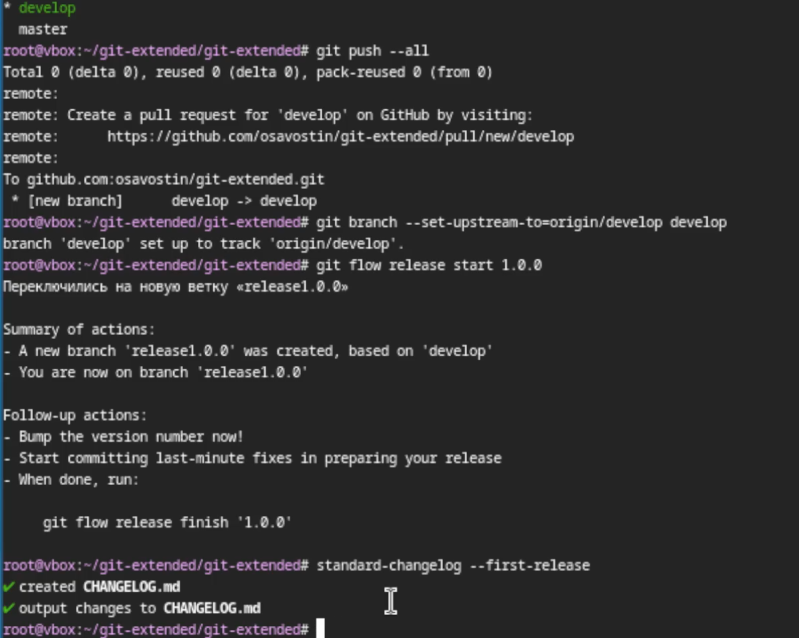 * develop
  master
root@vbox:~/git-extended/git-extended# git push --all
Total 0 (delta 0), reused 0 (delta 0), pack-reused 0 (from 0)
remote:
remote: Create a pull request for 'develop' on GitHub by visiting:
remote:      https://github.com/osavostin/git-extended/pull/new/develop
remote:
To github.com:osavostin/git-extended.git
 * [new branch]      develop -> develop
root@vbox:~/git-extended/git-extended# git branch --set-upstream-to=origin/develop develop
branch 'develop' set up to track 'origin/develop'.
root@vbox:~/git-extended/git-extended# git flow release start 1.0.0
Переключились на новую ветку «release1.0.0»

Summary of actions:
- A new branch 'release1.0.0' was created, based on 'develop'
- You are now on branch 'release1.0.0'

Follow-up actions:
- Bump the version number now!
- Start committing last-minute fixes in preparing your release
- When done, run:

     git flow release finish '1.0.0'

root@vbox:~/git-extended/git-extended# standard-changelog --first-release
✔ created CHANGELOG.md
✔ output changes to CHANGELOG.md
root@vbox:~/git-extended/git-extended#